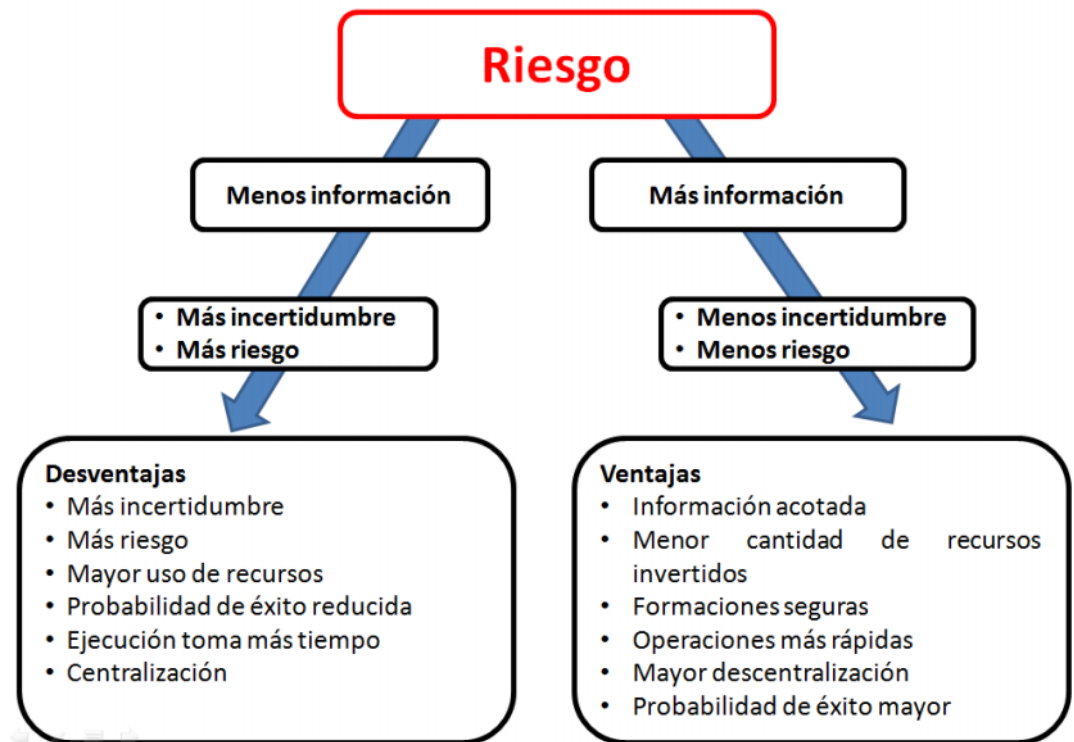 Riesgo
Menos información
Más información
• Más incertidumbre
• Más riesgo
• Menos incertidumbre
• Menos riesgo
Desventajas
• Más incertidumbre
• Más riesgo
• Mayor uso de recursos
• Probabilidad de éxito reducida
• Ejecución toma más tiempo
• Centralización
Ventajas
• Información acotada
• Menor cantidad de recursos
invertidos
• Formaciones seguras
• Operaciones más rápidas
• Mayor descentralización
• Probabilidad de éxito mayor